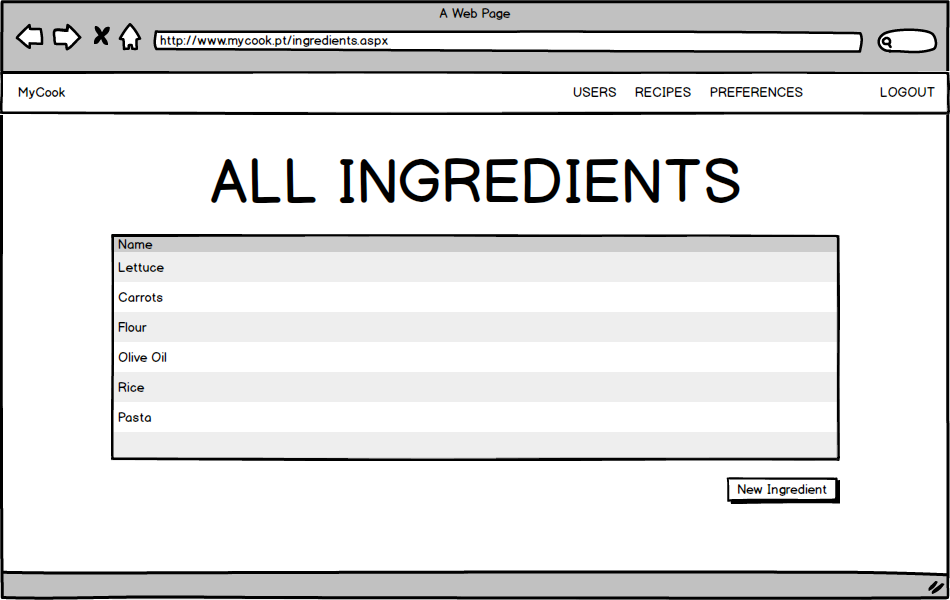 A Web Page
http://www.mycook.pt/ingredients.aspx
MyCook USERS RECIPES PREFERENCES LOGOUT
ALL INGREDIENTS
Name
Lettuce
Carrots
Flour
Olive Oil
Rice
Pasta
New Ingredient